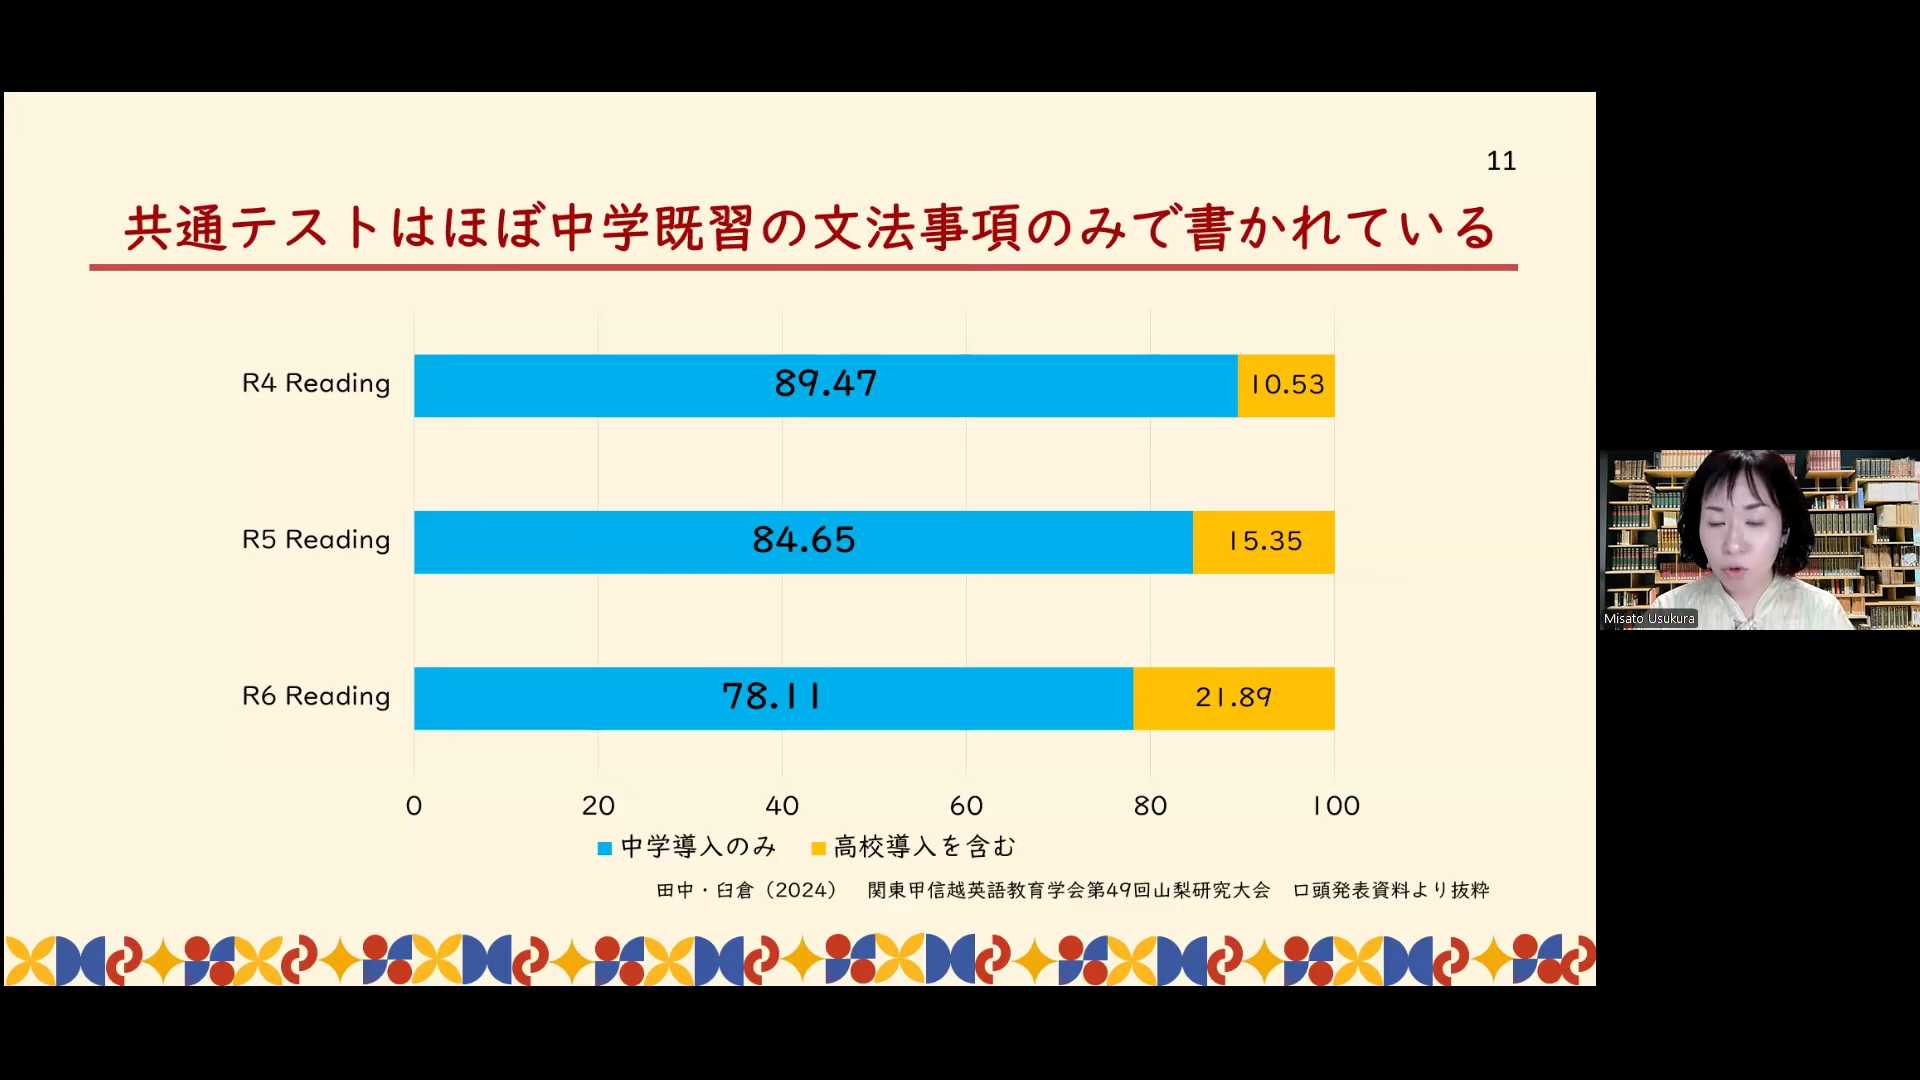 11
共通テストはほぼ中学既習の文法事項のみで書かれている
R4 Reading 89.47 10.53
R5 Reading 84.65 15.35
R6 Reading 78.11 21.89
0 20 40 60 80 100
中学導入のみ 高校導入を含む
田中・臼倉（2024） 関東甲信越英語教育学会第49回山梨研究大会 口頭発表資料より抜粋
Misato Usukura